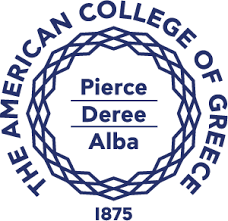 THE AMERICAN COLLEGE OF GREECE
Pierce
Deree
Alba
1875